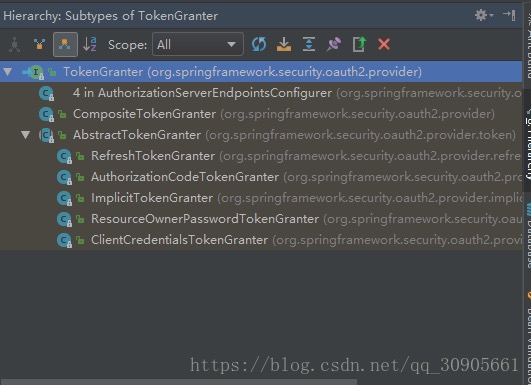 Hierarchy: Subtypes of TokenGranter
Scope: All
TokenGranter (org.springframework.security.oauth2.provider)
4 in AuthorizationServerEndpointsConfigurer (org.springframework.security.o
CompositeTokenGranter (org.springframework.security.oauth2.provider)
AbstractTokenGranter (org.springframework.security.oauth2.provider.token)
RefreshTokenGranter (org.springframework.security.oauth2.provider.refre
AuthorizationCodeTokenGranter (org.springframework.security.oauth2.pro
ImplicitTokenGranter (org.springframework.security.oauth2.provider.implic
ResourceOwnerPasswordTokenGranter (org.springframework.security.oau
ClientCredentialsTokenGranter (org.springframework.security.oauth2.provi
https://blog.csdn.net/qq_30905661